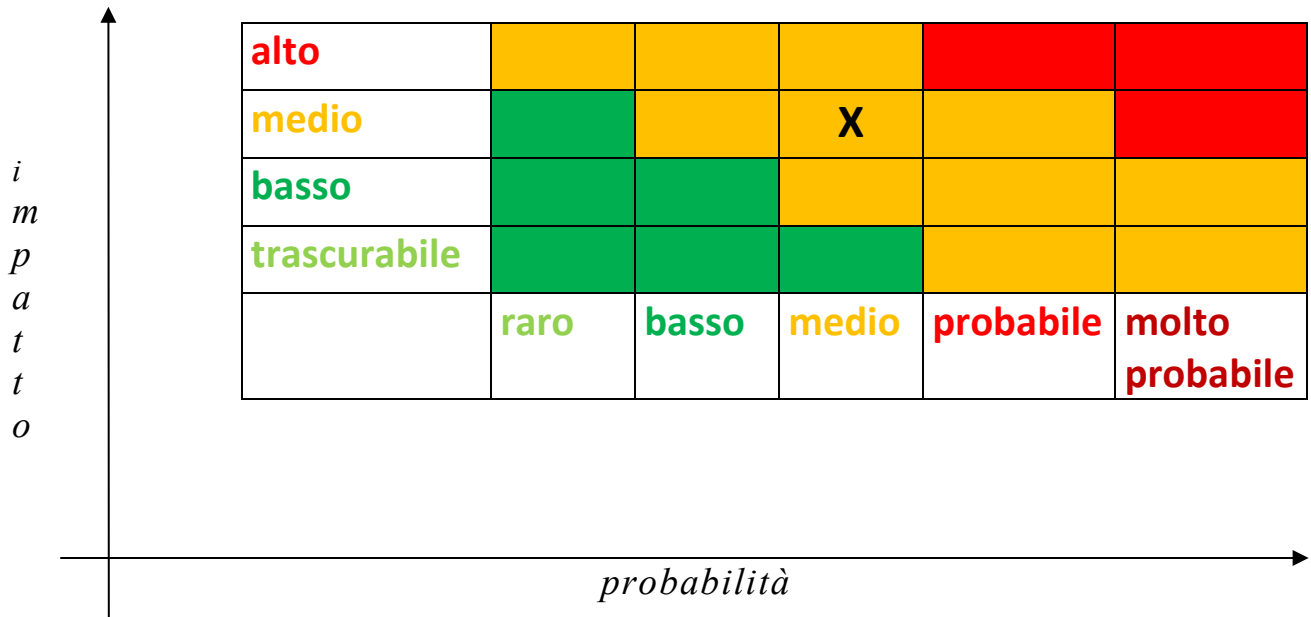 alto
medio X
basso
trascurabile
raro basso medio probabile molto
probabile
i
m
p
a
t
t
o
probabilità